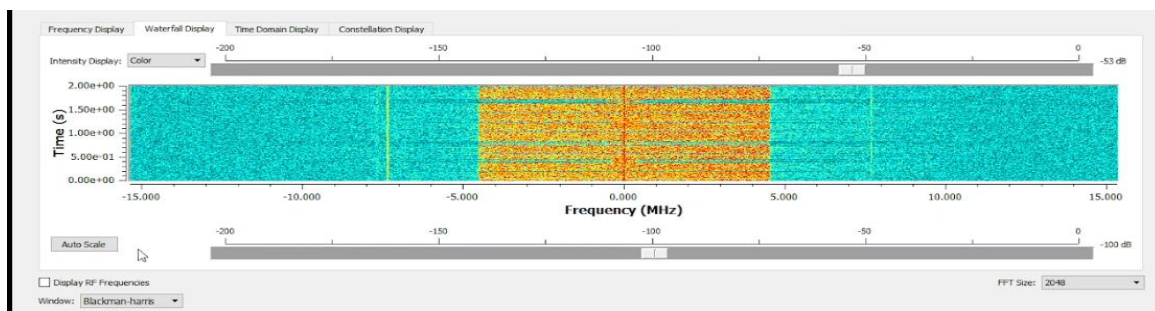 Frequency Display Waterfall Display Time Domain Display Constellation Display
-200 -150 -100 -50 0
Intensity Display: Color -53 dB
2.00e+00
1.50e+00
1.00e+00
5.00e-01
0.00e+00
Time (s)
-15.000 -10.000 -5.000 0.000 5.000 10.000 15.000
Frequency (MHz)
-200 -150 -100 -50 0
Auto Scale -100 dB
Display RF Frequencies FFT Size: 2048
Window: Blackman-harris